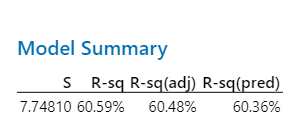 Model Summary
S R-sq R-sq(adj) R-sq(pred)
7.74810 60.59% 60.48% 60.36%